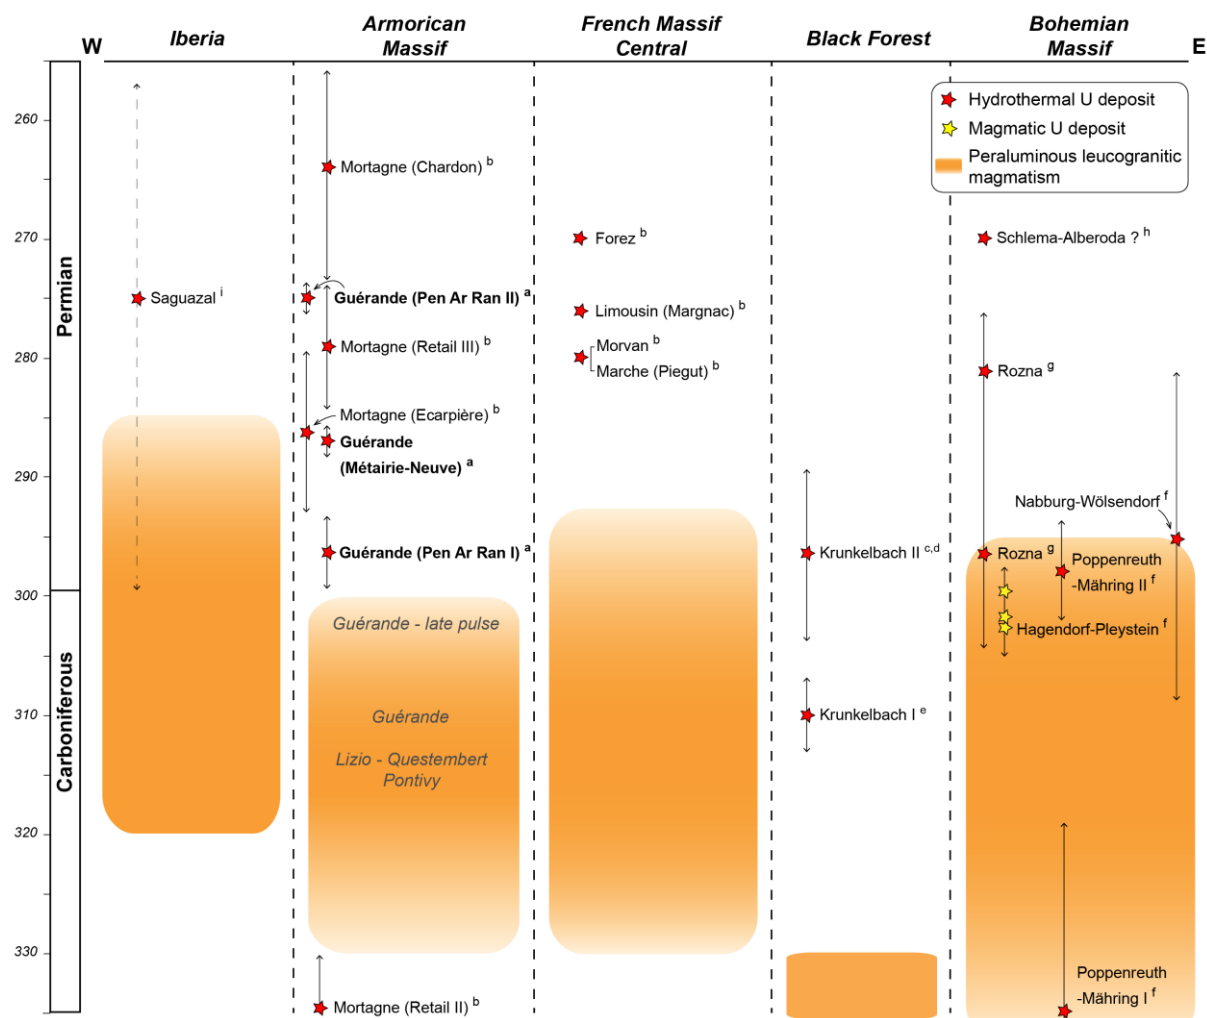 W
Iberia
Armorican
Massif
French Massif
Central
Black Forest
Bohemian
Massif
E
Hydrothermal U deposit
Magmatic U deposit
Peraluminous leucogranitic
magmatism
Permian
Carboniferous
260
270
280
290
300
310
320
330
Saguazal i
Mortagne (Chardon) b
Guérande (Pen Ar Ran II) a
Mortagne (Retail III) b
Mortagne (Ecarpière) b
Guérande
(Métairie-Neuve) a
Guérande (Pen Ar Ran I) a
Guérande - late pulse
Guérande
Lizio - Questembert
Pontivy
Mortagne (Retail II) b
Forez b
Limousin (Margnac) b
Morvan b
Marche (Piegut) b
Krunkelbach II c,d
Krunkelbach I e
Schlema-Alberoda ? h
Rozna g
Nabburg-Wölsendorf f
Rozna g
Poppenreuth
-Mähring II f
Hagendorf-Pleystein f
Poppenreuth
-Mähring I f